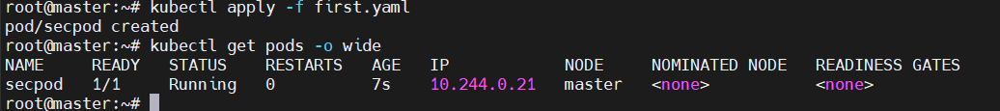 root@master:~# kubectl apply -f first.yaml
pod/secpod created
root@master:~# kubectl get pods -o wide
NAME     READY   STATUS    RESTARTS   AGE   IP            NODE     NOMINATED NODE   READINESS GATES
secpod   1/1     Running   0          7s    10.244.0.21   master   <none>           <none>
root@master:~#